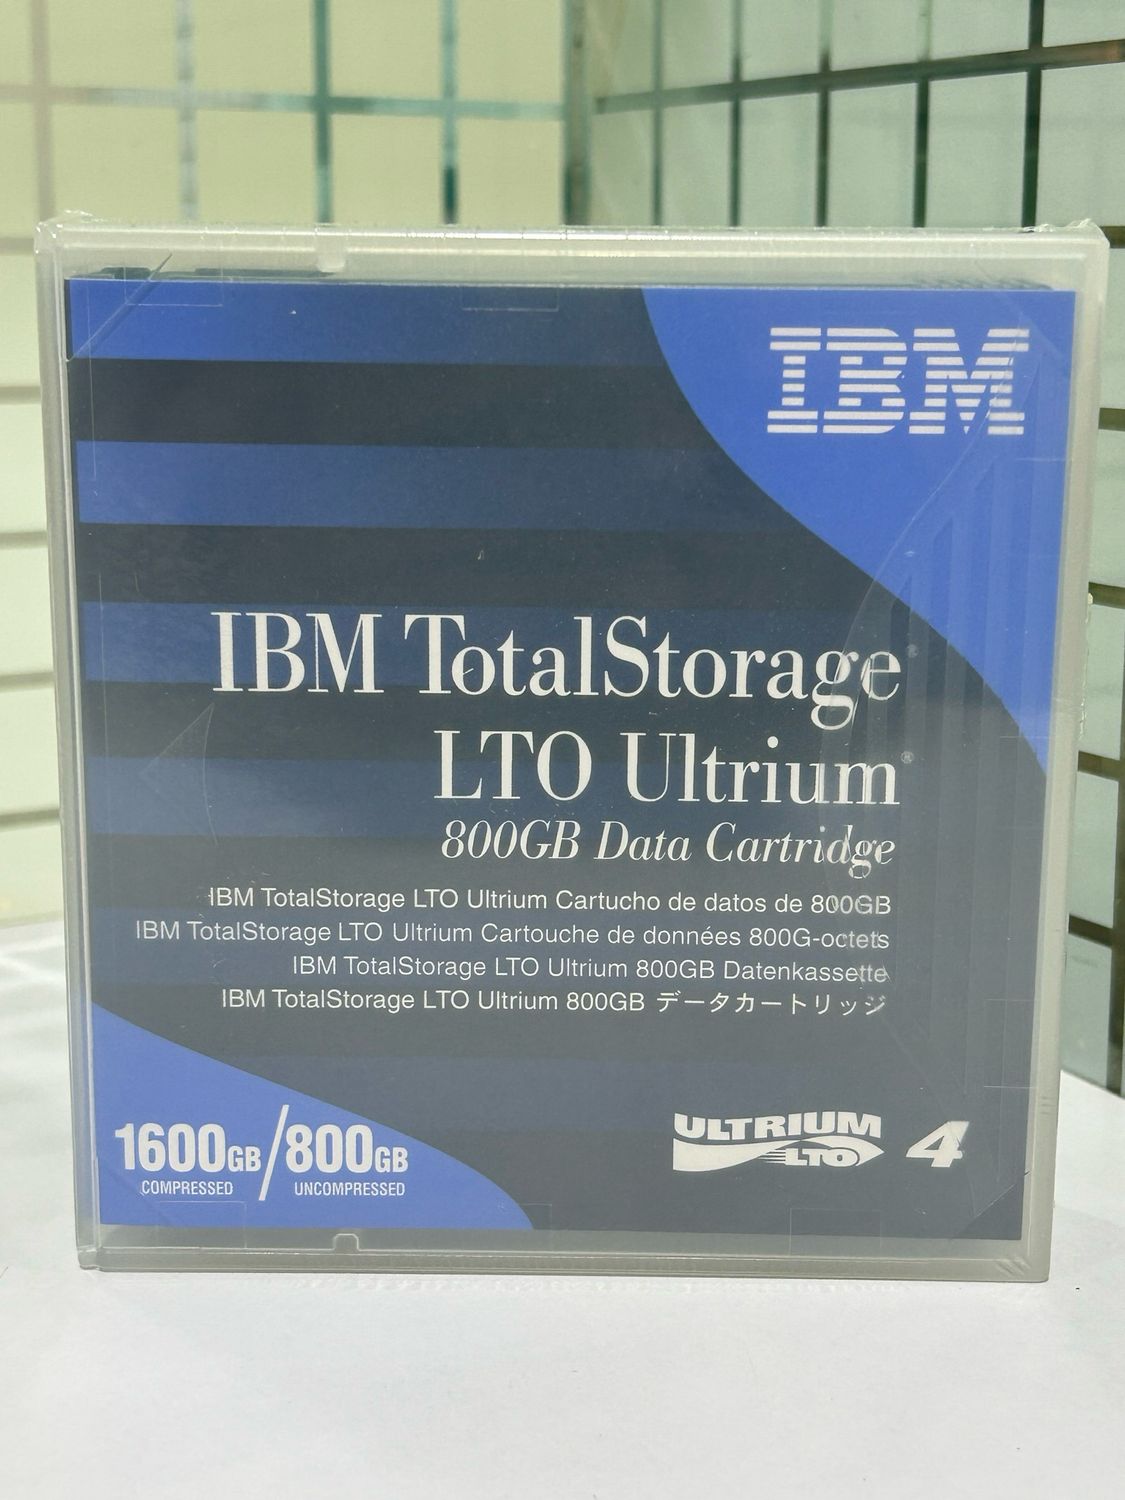 IBM
IBM TotalStorage®
LTO Ultrium®
800GB Data Cartridge
IBM TotalStorage LTO Ultrium Cartucho de datos de 800GB
IBM TotalStorage LTO Ultrium Cartouche de données 800G-octets
IBM TotalStorage LTO Ultrium 800GB Datenkassette
IBM TotalStorage LTO Ultrium 800GB データカートリッジ
1600GB/800GB
COMPRESSED UNCOMPRESSED
ULTRIUM
LTO 4